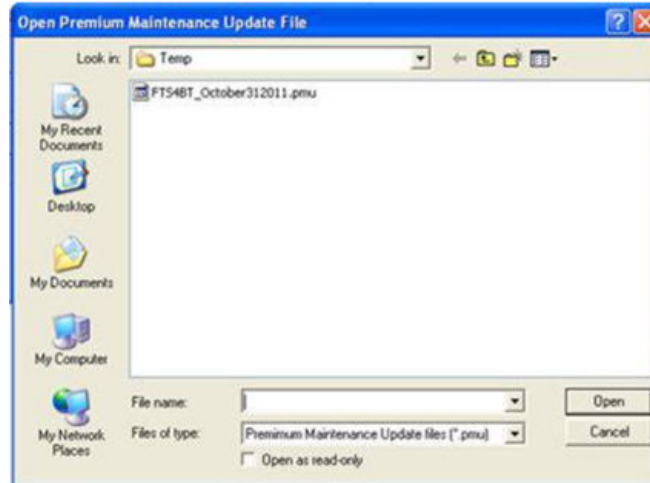 Open Premium Maintenance Update File
Look in:
Temp
FTS4BT_October312011.pmu
My Recent
Documents
Desktop
My Documents
My Computer
My Network
Places
File name:
Open
Files of type:
Premimum Maintenance Update files (*.pmu)
Cancel
Open as read-only